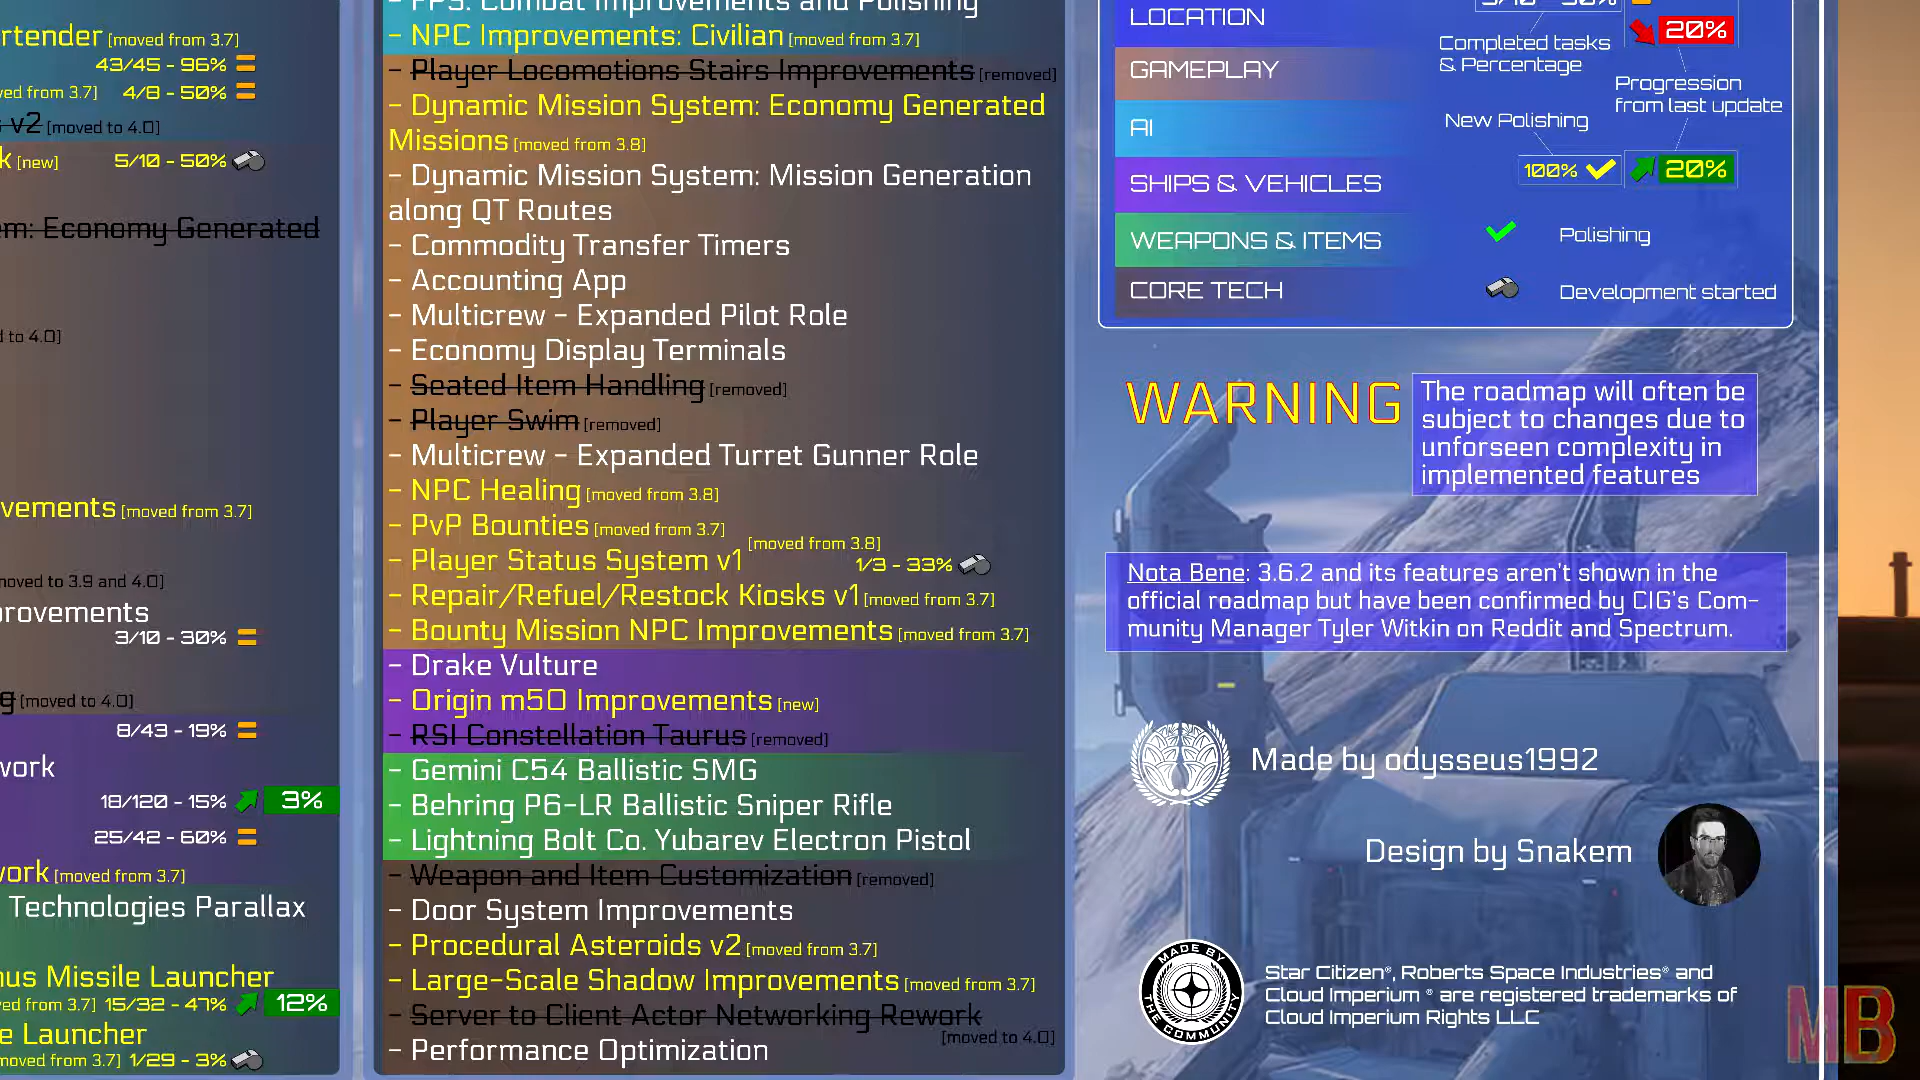 rtender [moved from 3.7]
43/45 - 96%
ved from 3.7] 4/8 - 50%
v2 [moved to 4.0]
k [new] 5/10 - 50%
em: Economy Generated
d to 4.0]
vements [moved from 3.7]
noved to 3.9 and 4.0]
rovements
3/10 - 30%
g [moved to 4.0]
8/43 - 19%
work
18/120 - 15% 3%
25/42 - 60%
work [moved from 3.7]
Technologies Parallax
nus Missile Launcher
ved from 3.7] 15/32 - 47% 12%
e Launcher
moved from 3.7] 1/29 - 3%
FPS: Combat Improvements and Polishing
- NPC Improvements: Civilian [moved from 3.7]
- Player Locomotions Stairs Improvements [removed]
- Dynamic Mission System: Economy Generated
Missions [moved from 3.8]
- Dynamic Mission System: Mission Generation
along QT Routes
- Commodity Transfer Timers
- Accounting App
- Multicrew - Expanded Pilot Role
- Economy Display Terminals
- Seated Item Handling [removed]
- Player Swim [removed]
- Multicrew - Expanded Turret Gunner Role
- NPC Healing [moved from 3.8]
- PvP Bounties [moved from 3.7]
- Player Status System v1 [moved from 3.8] 1/3 - 33%
- Repair/Refuel/Restock Kiosks v1 [moved from 3.7]
- Bounty Mission NPC Improvements [moved from 3.7]
- Drake Vulture
- Origin m50 Improvements [new]
- RSI Constellation Taurus [removed]
- Gemini C54 Ballistic SMG
- Behring P6-LR Ballistic Sniper Rifle
- Lightning Bolt Co. Yubarev Electron Pistol
- Weapon and Item Customization [removed]
- Door System Improvements
- Procedural Asteroids v2 [moved from 3.7]
- Large-Scale Shadow Improvements [moved from 3.7]
- Server to Client Actor Networking Rework
[moved to 4.0]
- Performance Optimization
LOCATION
GAMEPLAY
AI
SHIPS & VEHICLES
WEAPONS & ITEMS
CORE TECH
20%
Completed tasks
& Percentage
Progression
from last update
New Polishing
100% 20%
Polishing
Development started
WARNING
The roadmap will often be
subject to changes due to
unforseen complexity in
implemented features
Nota Bene: 3.6.2 and its features aren't shown in the
official roadmap but have been confirmed by CIG's Com-
munity Manager Tyler Witkin on Reddit and Spectrum.
Made by odysseus1992
Design by Snakem
MADE BY
THE COMMUNITY
Star Citizen®, Roberts Space Industries® and
Cloud Imperium ® are registered trademarks of
Cloud Imperium Rights LLC
MB